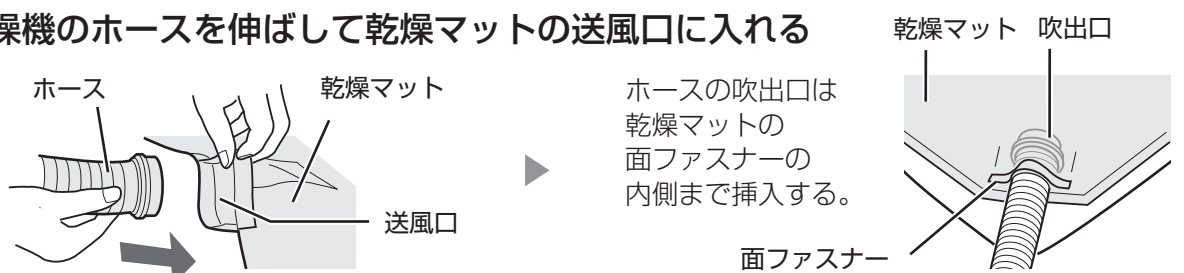 燥機のホースを伸ばして乾燥マットの送風口に入れる
ホース
乾燥マット
送風口
ホースの吹出口は
乾燥マットの
面ファスナーの
内側まで挿入する。
乾燥マット
吹出口
面ファスナー